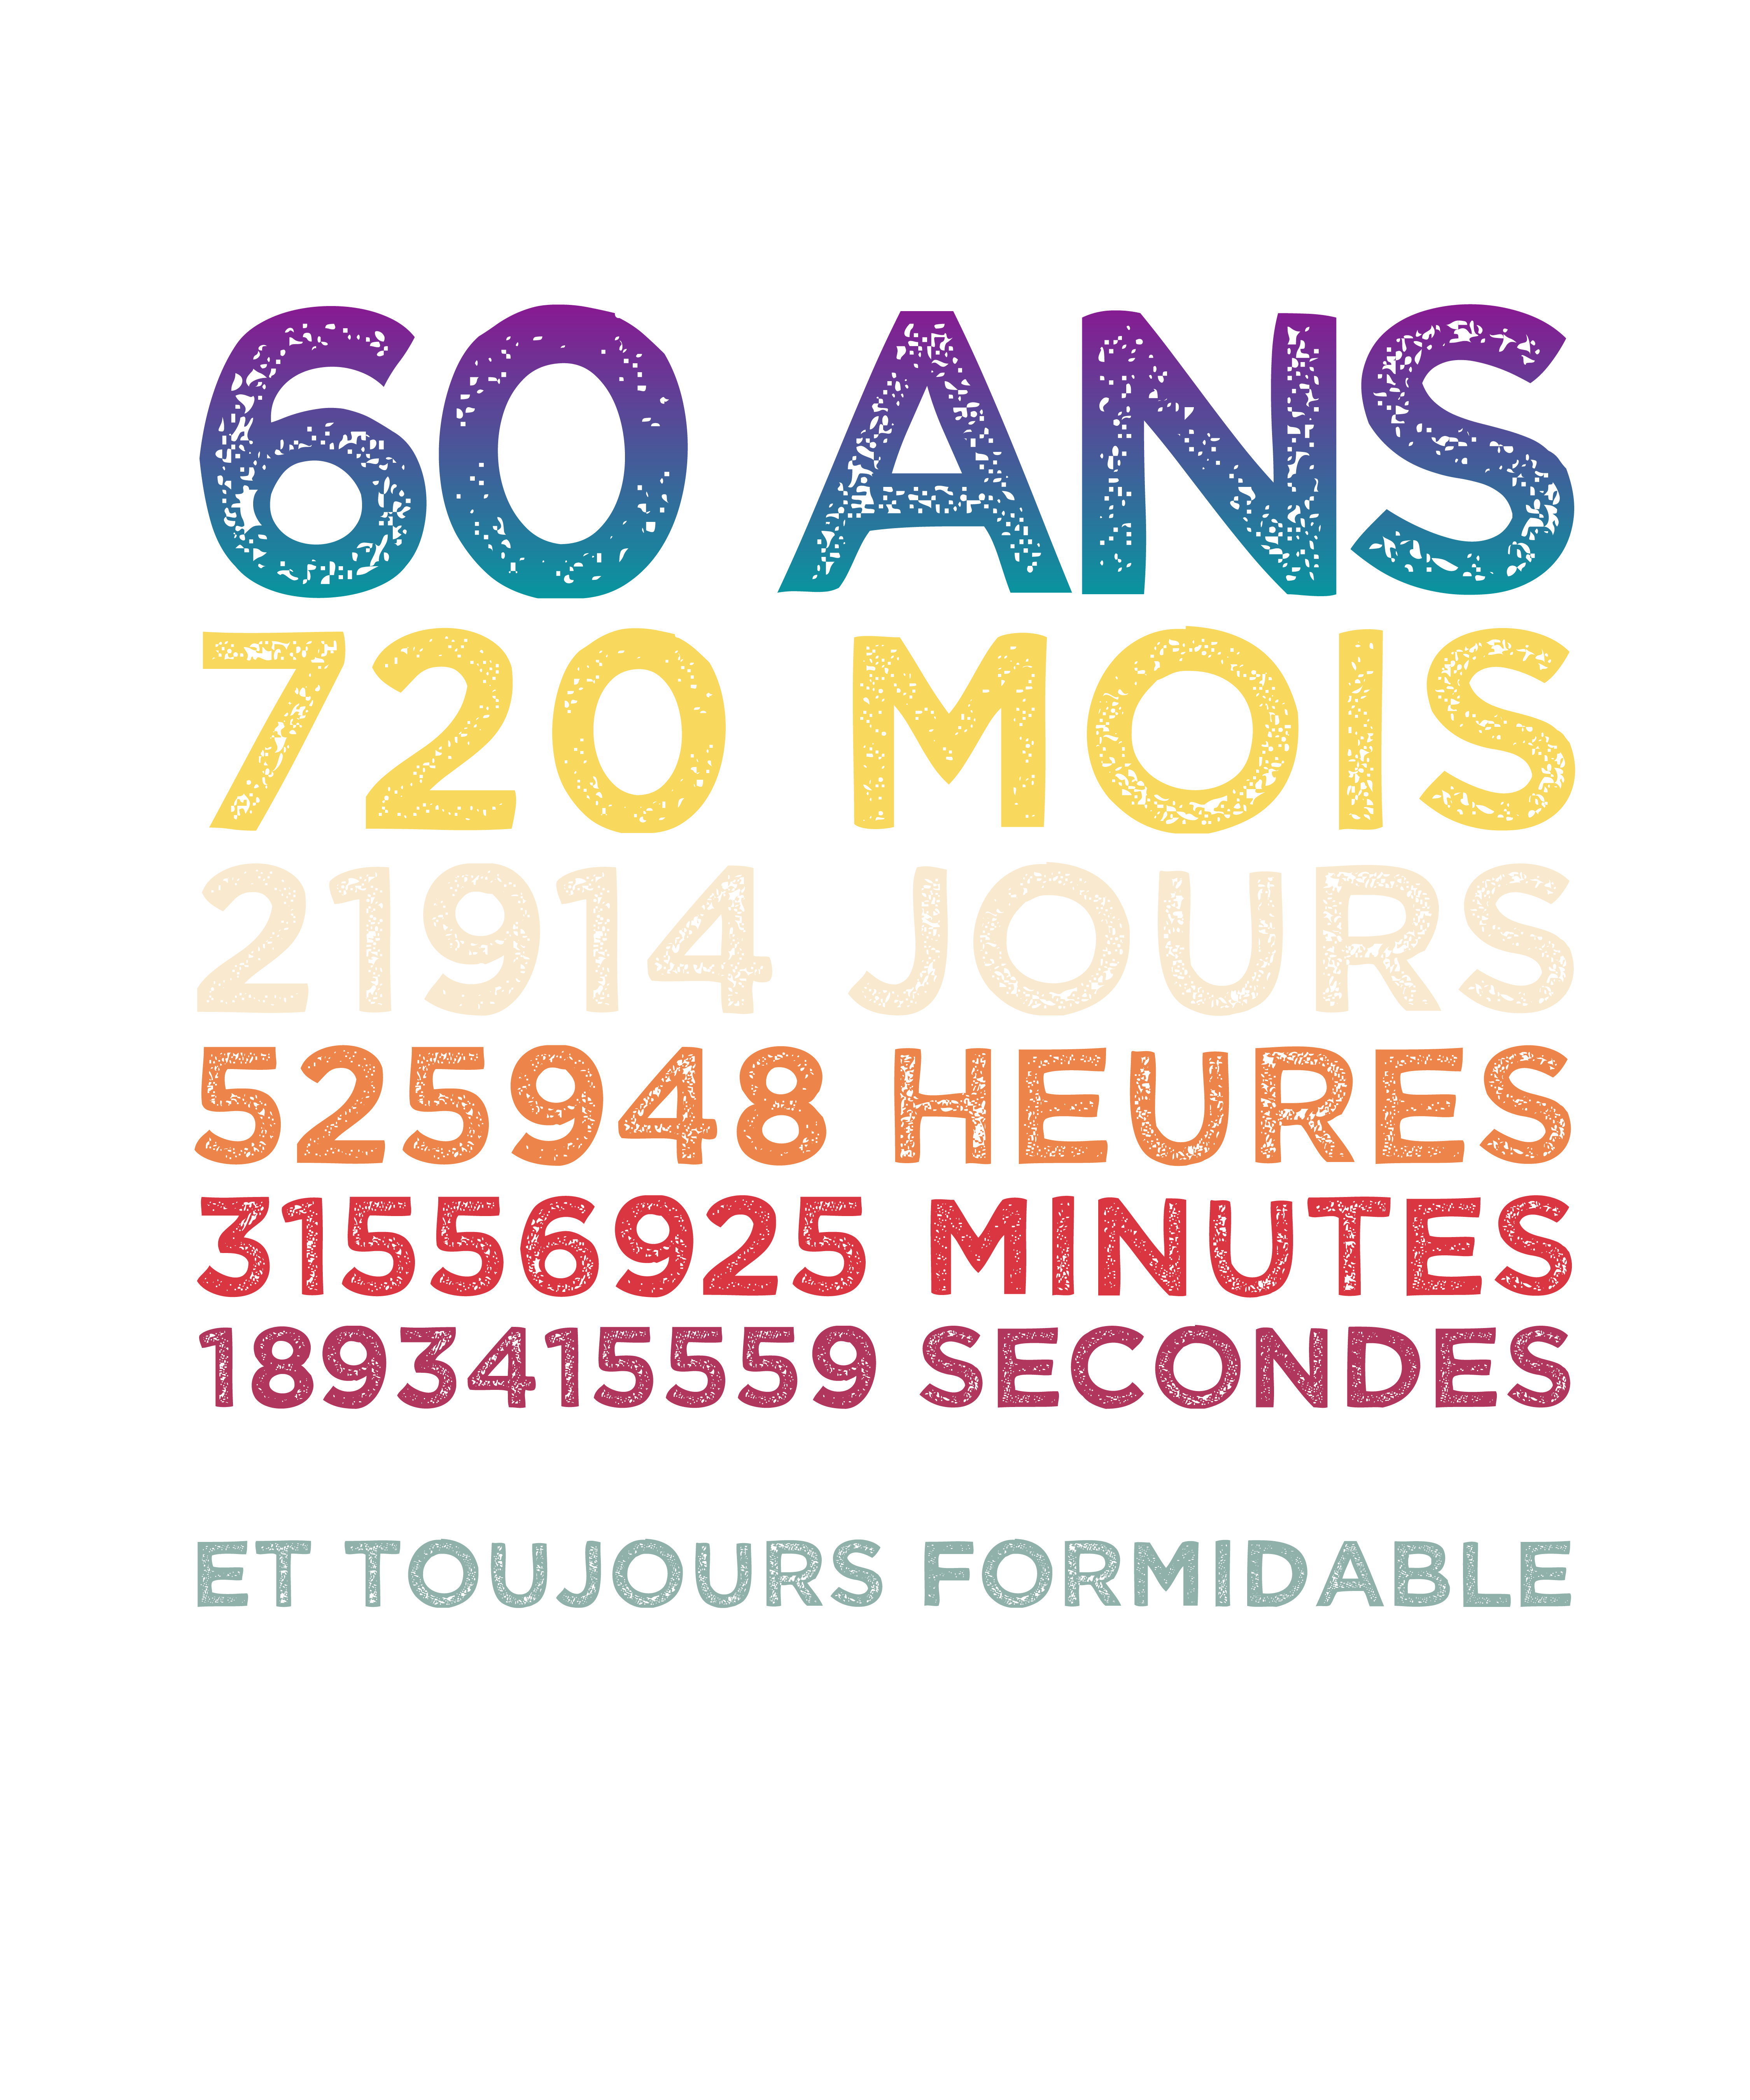 60 ANS
720 MOIS
21914 JOURS
525948 HEURES
31556925 MINUTES
1893415559 SECONDES
ET TOUJOURS FORMIDABLE